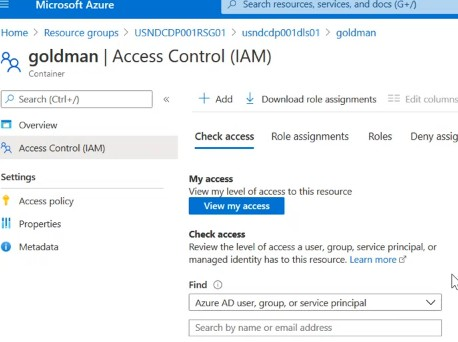 Microsoft Azure
Search resources, services, and docs (G+/)
Home > Resource groups > USNDCDP001RSG01 > usndcdp001dls01 > goldman
goldman | Access Control (IAM)
Container
Search (Ctrl+/)
«
Add
Download role assignments
Edit columns
Overview
Access Control (IAM)
Settings
Access policy
Properties
Metadata
Check access
Role assignments
Roles
Deny assig
My access
View my level of access to this resource
View my access
Check access
Review the level of access a user, group, service principal, or
managed identity has to this resource. Learn more
Find
Azure AD user, group, or service principal
Search by name or email address